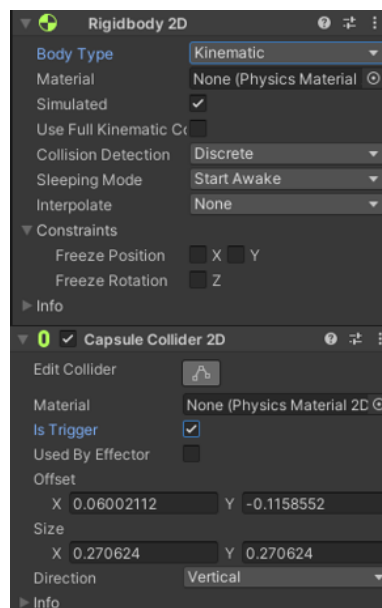 Rigidbody 2D
Body Type Kinematic
Material None (Physics Material
Simulated
Use Full Kinematic Co
Collision Detection Discrete
Sleeping Mode Start Awake
Interpolate None
Constraints
Freeze Position X Y
Freeze Rotation Z
Info
Capsule Collider 2D
Edit Collider
Material None (Physics Material 2D
Is Trigger
Used By Effector
Offset
X 0.06002112 Y -0.1158552
Size
X 0.270624 Y 0.270624
Direction Vertical
Info